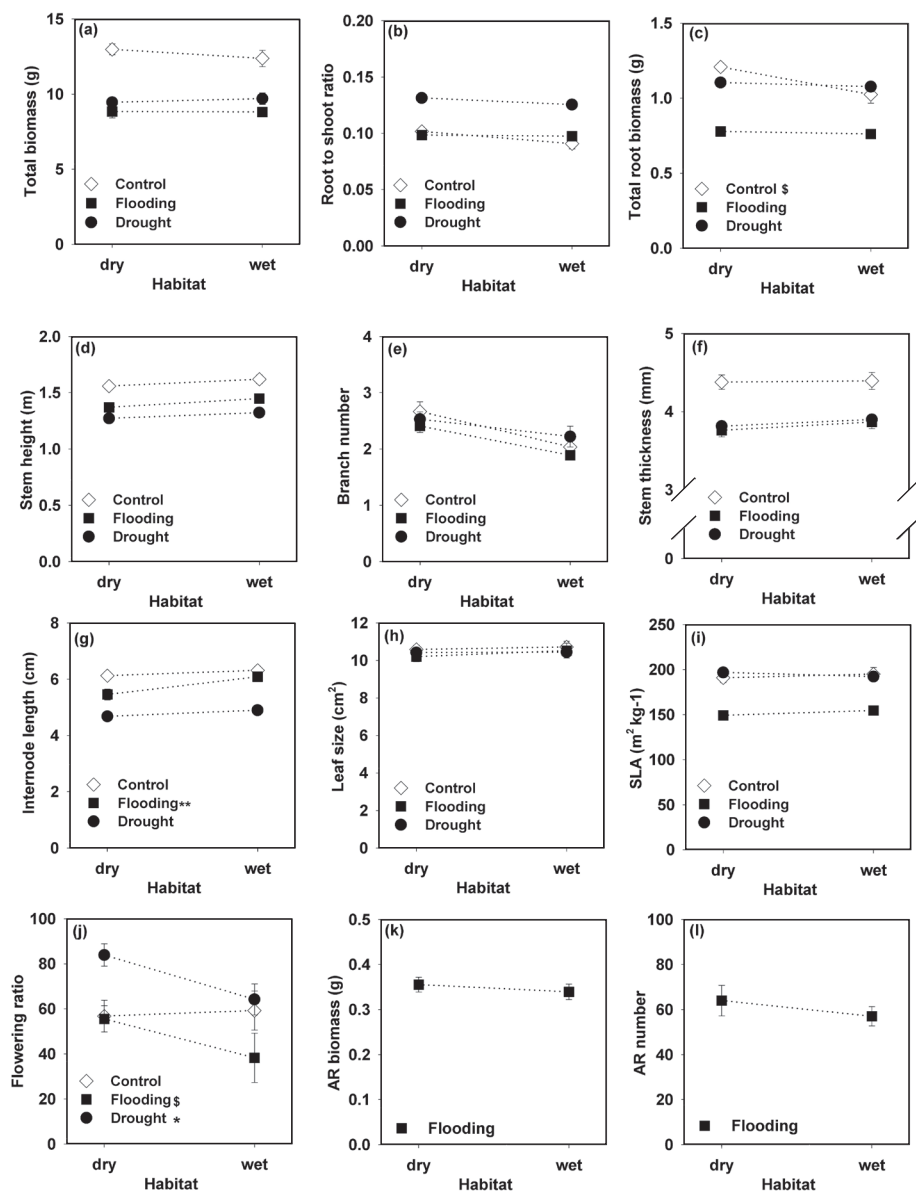 (a)
Total biomass (g)
15
10
5
0
Control
Flooding
Drought
dry
wet
Habitat
(b)
Root to shoot ratio
0.20
0.15
0.10
0.05
0.00
Control
Flooding
Drought
dry
wet
Habitat
(c)
Total root biomass (g)
1.5
1.0
0.5
0.0
Control $
Flooding
Drought
dry
wet
Habitat
(d)
Stem height (m)
2.0
1.5
1.0
0.5
0.0
Control
Flooding
Drought
dry
wet
Habitat
(e)
Branch number
4
3
2
1
0
Control
Flooding
Drought
dry
wet
Habitat
(f)
Stem thickness (mm)
5
4
3
0
Control
Flooding
Drought
dry
wet
Habitat
(g)
Internode length (cm)
8
6
4
2
0
Control
Flooding**
Drought
dry
wet
Habitat
(h)
Leaf size (cm²)
12
10
8
6
4
2
0
Control
Flooding
Drought
dry
wet
Habitat
(i)
SLA (m² kg-1)
250
200
150
100
50
0
Control
Flooding
Drought
dry
wet
Habitat
(j)
Flowering ratio
100
80
60
40
20
0
Control
Flooding $
Drought *
dry
wet
Habitat
(k)
AR biomass (g)
0.5
0.4
0.3
0.2
0.1
0.0
Flooding
dry
wet
Habitat
(l)
AR number
100
80
60
40
20
0
Flooding
dry
wet
Habitat